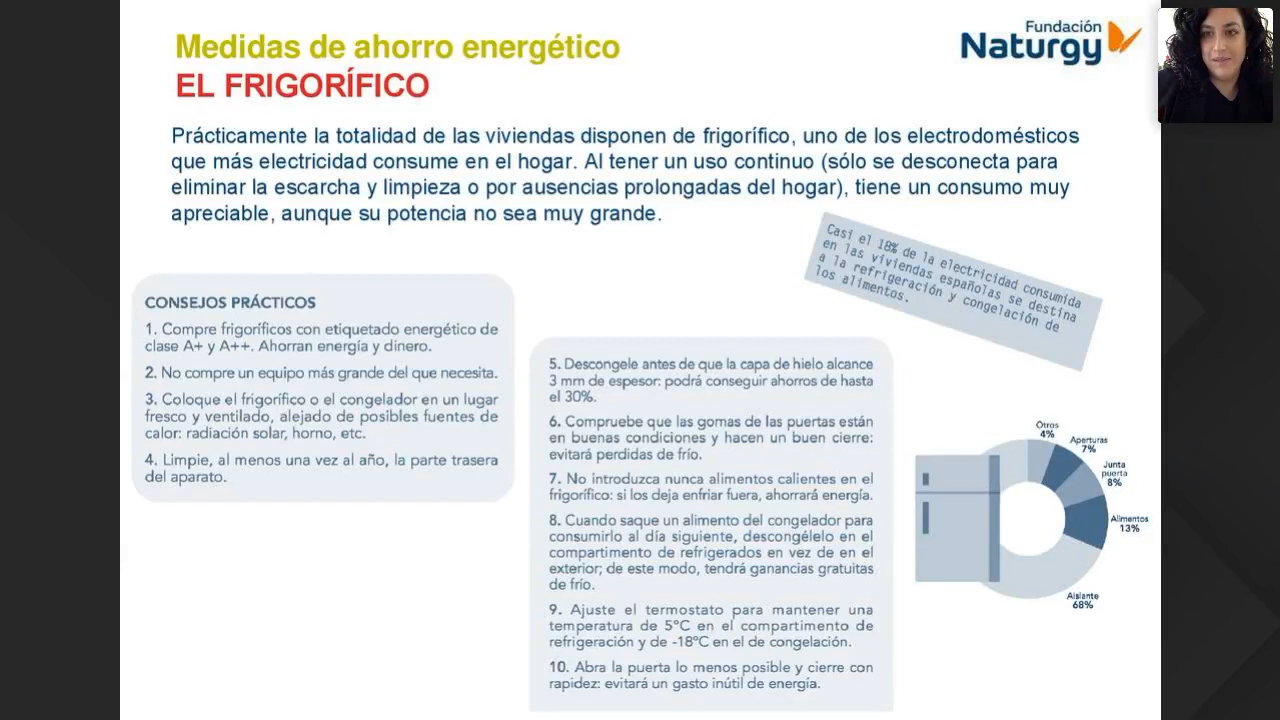 Medidas de ahorro energético
EL FRIGORÍFICO
Fundación
Naturgy
Prácticamente la totalidad de las viviendas disponen de frigorífico, uno de los electrodomésticos
que más electricidad consume en el hogar. Al tener un uso continuo (sólo se desconecta para
eliminar la escarcha y limpieza o por ausencias prolongadas del hogar), tiene un consumo muy
apreciable, aunque su potencia no sea muy grande.
Casi el 18% de la electricidad consumida
en las viviendas españolas se destina
a la refrigeración y congelación de
los alimentos.
CONSEJOS PRÁCTICOS
1. Compre frigoríficos con etiquetado energético de
clase A+ y A++. Ahorran energía y dinero.
2. No compre un equipo más grande del que necesita.
3. Coloque el frigorífico o el congelador en un lugar
fresco y ventilado, alejado de posibles fuentes de
calor: radiación solar, horno, etc.
4. Limpie, al menos una vez al año, la parte trasera
del aparato.
5. Descongele antes de que la capa de hielo alcance
3 mm de espesor: podrá conseguir ahorros de hasta
el 30%.
6. Compruebe que las gomas de las puertas están
en buenas condiciones y hacen un buen cierre:
evitará perdidas de frío.
7. No introduzca nunca alimentos calientes en el
frigorífico: si los deja enfriar fuera, ahorrará energía.
8. Cuando saque un alimento del congelador para
consumirlo al día siguiente, descongélelo en el
compartimento de refrigerados en vez de en el
exterior; de este modo, tendrá ganancias gratuitas
de frío.
9. Ajuste el termostato para mantener una
temperatura de 5ºC en el compartimento de
refrigeración y de -18ºC en el de congelación.
10. Abra la puerta lo menos posible y cierre con
rapidez: evitará un gasto inútil de energía.
Otros
4%
Aperturas
7%
Junta
puerta
8%
Alimentos
13%
Aislante
68%